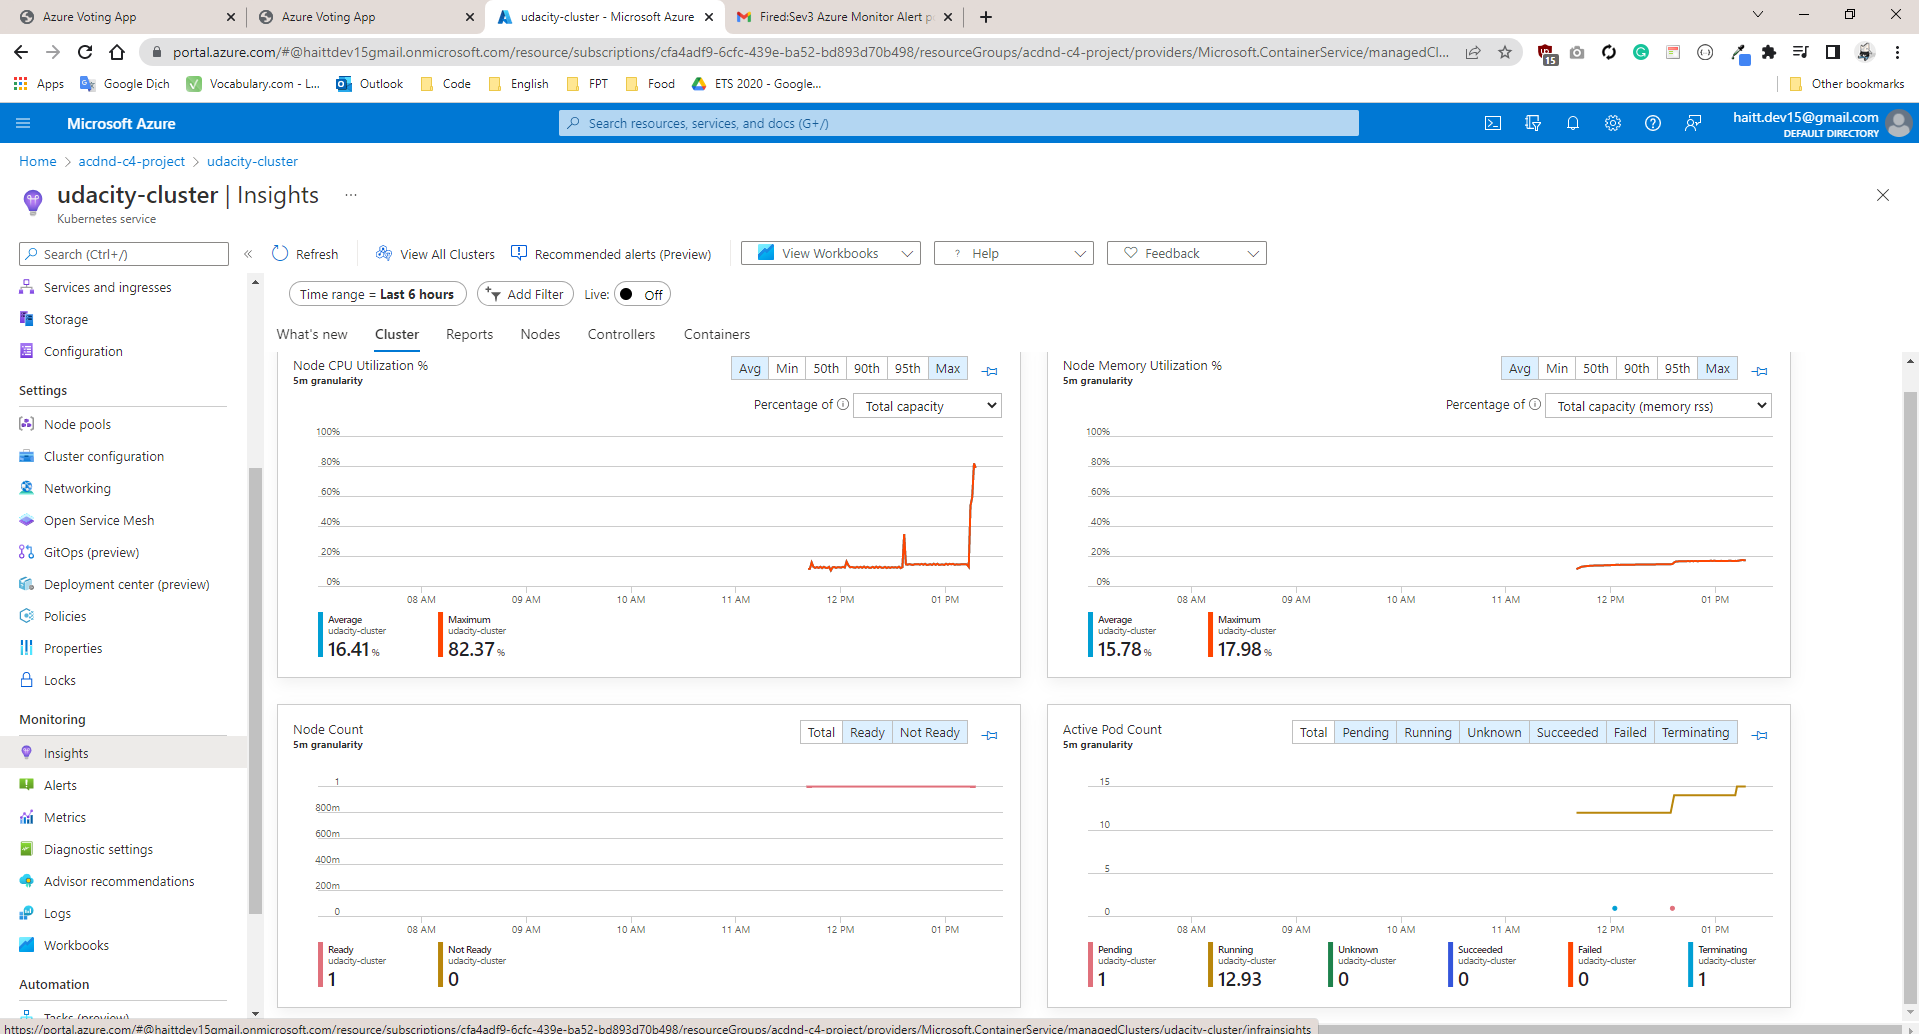 Azure Voting App
Azure Voting App
udacity-cluster - Microsoft Azure
Fired:Sev3 Azure Monitor Alert p
portal.azure.com/#@haittdev15gmail.onmicrosoft.com/resource/subscriptions/cfa4adf9-6cfc-439e-ba52-bd893d70b498/resourceGroups/acdnd-c4-project/providers/Microsoft.ContainerService/managedCl...
15
Apps
Google Dịch
Vocabulary.com - L...
Outlook
Code
English
FPT
Food
ETS 2020 - Google...
Other bookmarks
Microsoft Azure
Search resources, services, and docs (G+/)
haitt.dev15@gmail.com
DEFAULT DIRECTORY
Home > acdnd-c4-project > udacity-cluster
udacity-cluster | Insights ...
Kubernetes service
Search (Ctrl+/)
«
Refresh
View All Clusters
Recommended alerts (Preview)
View Workbooks
? Help
Feedback
Time range = Last 6 hours
Add Filter
Live: Off
What's new
Cluster
Reports
Nodes
Controllers
Containers
Services and ingresses
Storage
Configuration
Settings
Node pools
Cluster configuration
Networking
Open Service Mesh
GitOps (preview)
Deployment center (preview)
Policies
Properties
Locks
Monitoring
Insights
Alerts
Metrics
Diagnostic settings
Advisor recommendations
Logs
Workbooks
Automation
Tasks (preview)
Node CPU Utilization %
5m granularity
Avg Min 50th 90th 95th Max
Percentage of Total capacity
100%
80%
60%
40%
20%
0%
08 AM 09 AM 10 AM 11 AM 12 PM 01 PM
Average
udacity-cluster
16.41 %
Maximum
udacity-cluster
82.37 %
Node Memory Utilization %
5m granularity
Avg Min 50th 90th 95th Max
Percentage of Total capacity (memory rss)
100%
80%
60%
40%
20%
0%
08 AM 09 AM 10 AM 11 AM 12 PM 01 PM
Average
udacity-cluster
15.78 %
Maximum
udacity-cluster
17.98 %
Node Count
5m granularity
Total Ready Not Ready
1
800m
600m
400m
200m
0
08 AM 09 AM 10 AM 11 AM 12 PM 01 PM
Ready
udacity-cluster
1
Not Ready
udacity-cluster
0
Active Pod Count
5m granularity
Total Pending Running Unknown Succeeded Failed Terminating
15
10
5
0
08 AM 09 AM 10 AM 11 AM 12 PM 01 PM
Pending
udacity-cluster
1
Running
udacity-cluster
12.93
Unknown
udacity-cluster
0
Succeeded
udacity-cluster
0
Failed
udacity-cluster
0
Terminating
udacity-cluster
1
https://portal.azure.com/#@haittdev15gmail.onmicrosoft.com/resource/subscriptions/cfa4adf9-6cfc-439e-ba52-bd893d70b498/resourceGroups/acdnd-c4-project/providers/Microsoft.ContainerService/managedClusters/udacity-cluster/infrainsights